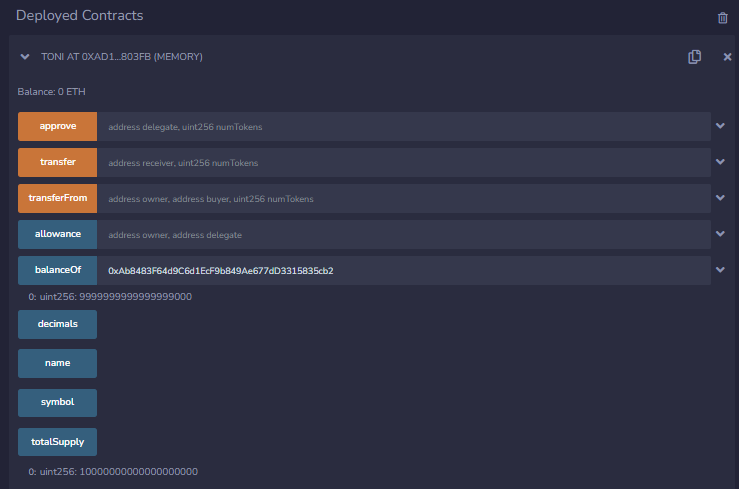 Deployed Contracts
TONI AT 0XAD1...803FB (MEMORY)
Balance: 0 ETH
approve address delegate, uint256 numTokens
transfer address receiver, uint256 numTokens
transferFrom address owner, address buyer, uint256 numTokens
allowance address owner, address delegate
balanceOf 0xAb8483F64d9C6d1EcF9b849Ae677dD3315835cb2
0: uint256: 9999999999999999000
decimals
name
symbol
totalSupply
0: uint256: 10000000000000000000